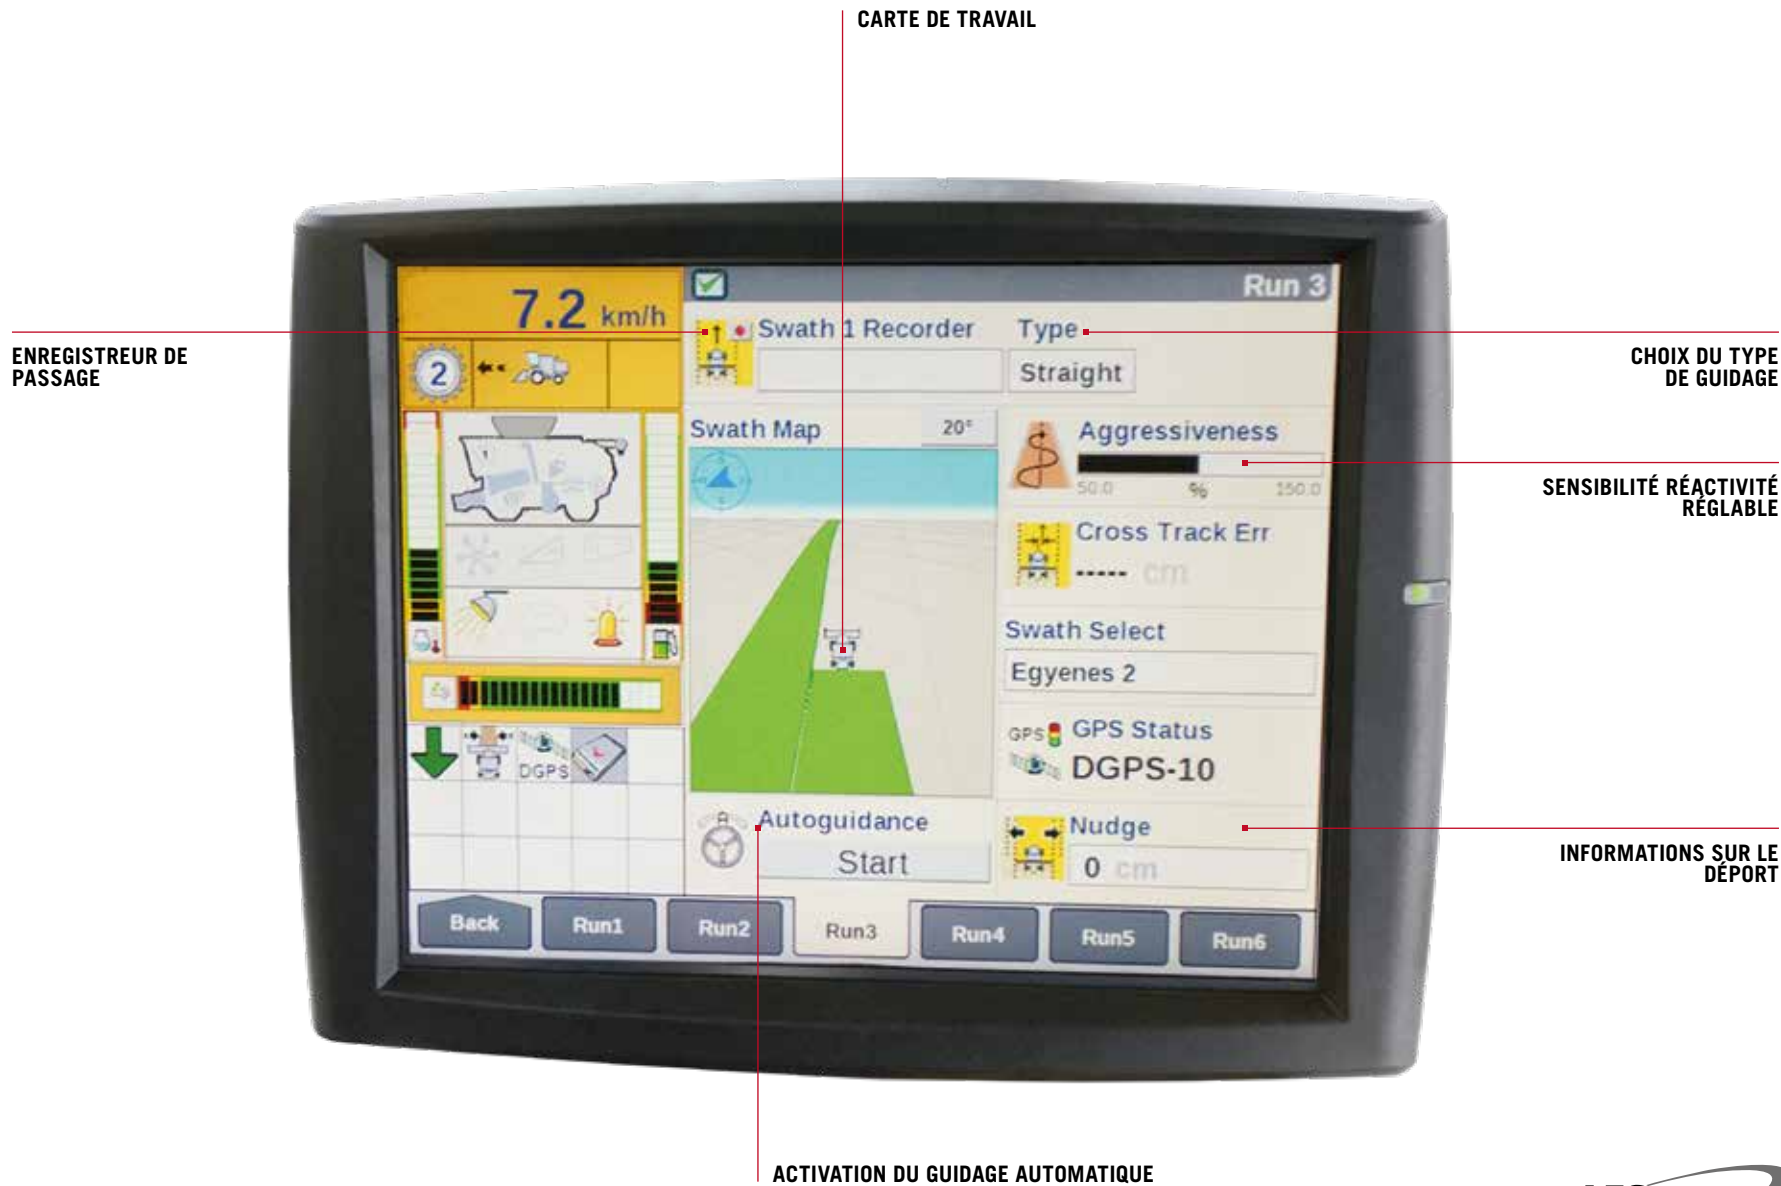 CARTE DE TRAVAIL
ENREGISTREUR DE
PASSAGE
7.2 km/h
2
Run 3
Swath 1 Recorder
Type
Straight
CHOIX DU TYPE
DE GUIDAGE
Swath Map
20°
Aggressiveness
50.0 % 150.0
SENSIBILITÉ RÉACTIVITÉ
RÉGLABLE
Cross Track Err
----- cm
Swath Select
Egyenes 2
GPS
GPS Status
DGPS-10
DGPS
Autoguidance
Start
Nudge
0 cm
INFORMATIONS SUR LE
DÉPORT
Back
Run1
Run2
Run3
Run4
Run5
Run6
ACTIVATION DU GUIDAGE AUTOMATIQUE